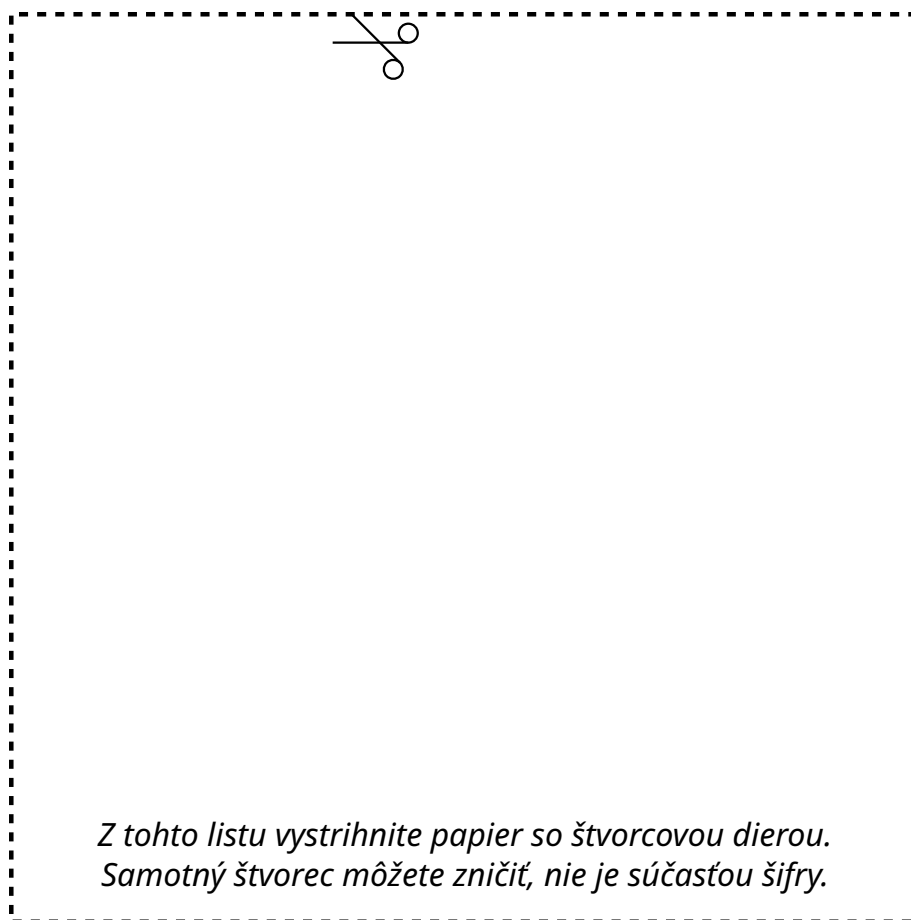 Z tohto listu vystrihnite papier so štvorcovou dierou.
Samotný štvorec môžete zničiť, nie je súčasťou šifry.